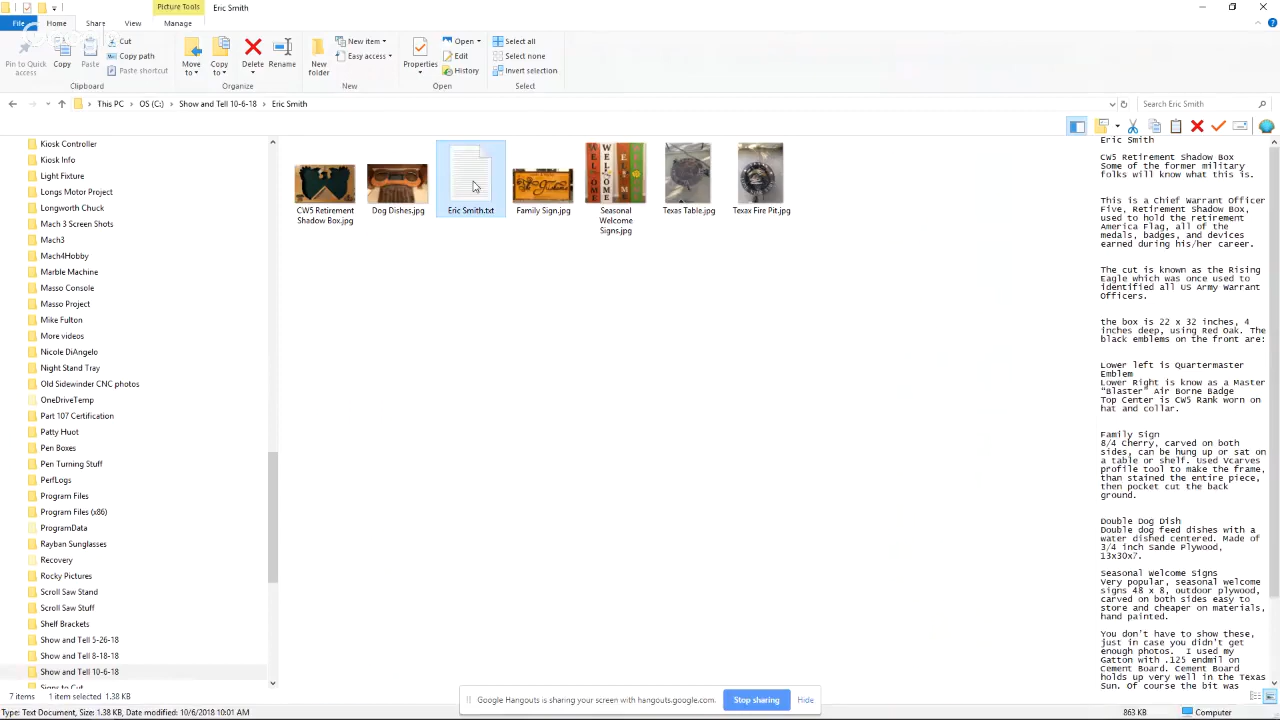 Picture Tools
Eric Smith
File
Home
Share
View
Manage
Pin to Quick access
Copy
Paste
Cut
Copy path
Paste shortcut
Clipboard
Move to
Copy to
Delete
Rename
Organize
New folder
New item
Easy access
New
Properties
Open
Edit
History
Open
Select all
Select none
Invert selection
Select
This PC > OS (C:) > Show and Tell 10-6-18 > Eric Smith
Search Eric Smith
Kiosk Controller
Kiosk Info
Light Fixture
Longs Motor Project
Longworth Chuck
Mach 3 Screen Shots
Mach3
Mach4Hobby
Marble Machine
Masso Console
Masso Project
Mike Fulton
More videos
Nicole DiAngelo
Night Stand Tray
Old Sidewinder CNC photos
OneDriveTemp
Part 107 Certification
Patty Huot
Pen Boxes
Pen Turning Stuff
PerfLogs
Program Files
Program Files (x86)
ProgramData
Rayban Sunglasses
Recovery
Rocky Pictures
Scroll Saw Stand
Scroll Saw Stuff
Shelf Brackets
Show and Tell 5-26-18
Show and Tell 8-18-18
Show and Tell 10-6-18
Signs to Cut
CW5 Retirement
Shadow Box.jpg
Dog Dishes.jpg
Eric Smith.txt
Family Sign.jpg
Seasonal
Welcome
Signs.jpg
Texas Table.jpg
Texax Fire Pit.jpg
Eric Smith
CW5 Retirement Shadow Box
Some of the former military
folks will know what this is.
This is a Chief Warrant Officer
Five, Retirement Shadow Box,
used to hold the retirement
America Flag, all of the
medals, badges, and devices
earned during his/her career.
The cut is known as the Rising
Eagle which was once used to
identified all US Army Warrant
Officers.
the box is 22 x 32 inches, 4
inches deep, using Red Oak. The
black emblems on the front are:
Lower left is Quartermaster
Emblem
Lower Right is know as a Master
"Blaster" Air Borne Badge
Top Center is CW5 Rank worn on
hat and collar.
Family Sign
8/4 Cherry, carved on both
sides, can be hung up or sat on
a table or shelf. Used Vcarves
profile tool to make the frame,
than stained the entire piece,
then pocket cut the back
ground.
Double Dog Dish
Double dog feed dishes with a
water dished centered. Made of
3/4 inch Sande Plywood,
13x30x7.
Seasonal Welcome Signs
Very popular, seasonal welcome
signs 48 x 8, outdoor plywood,
carved on both sides easy to
store and cheaper on materials,
hand painted.
You don't have to show these,
just in case you didn't get
enough photos. I used my
Gatton with .125 endmil on
Cement Board. Cement Board
holds up very well in the Texas
Sun. Of course the bit was
Google Hangouts is sharing your screen with hangouts.google.com.
Stop sharing
Hide
7 items
1 item selected 1.38 KB
Type: Text Document, Size: 1.38 KB, Date modified: 10/6/2018 10:01 AM
863 KB
Computer